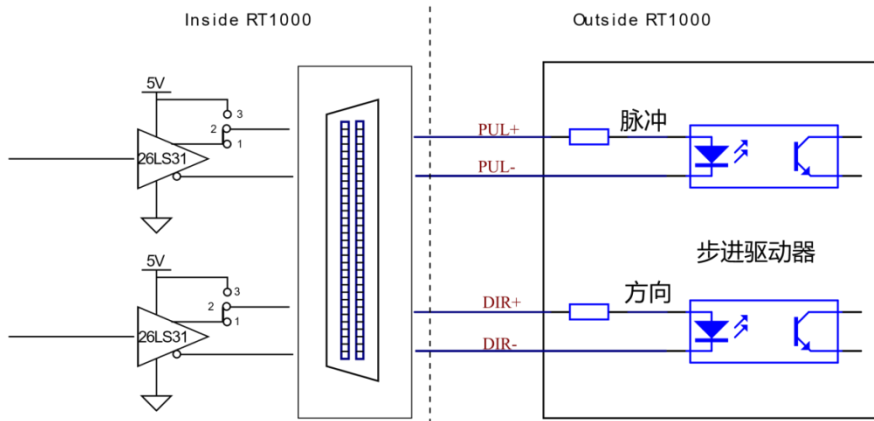 Inside RT1000
Outside RT1000
5V
3
2
1
26LS31
PUL+
脉冲
PUL-
步进驱动器
5V
3
2
1
26LS31
DIR+
方向
DIR-